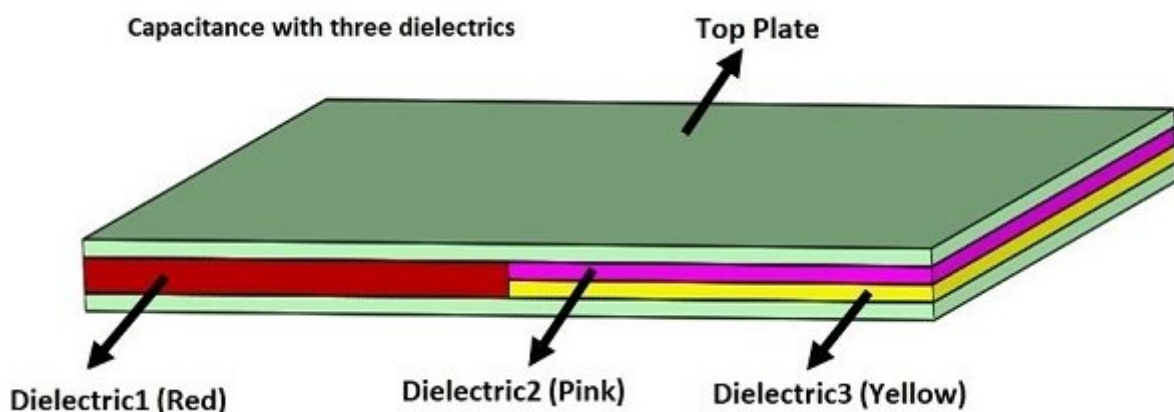 Capacitance with three dielectrics
Top Plate
Dielectric1 (Red)
Dielectric2 (Pink)
Dielectric3 (Yellow)